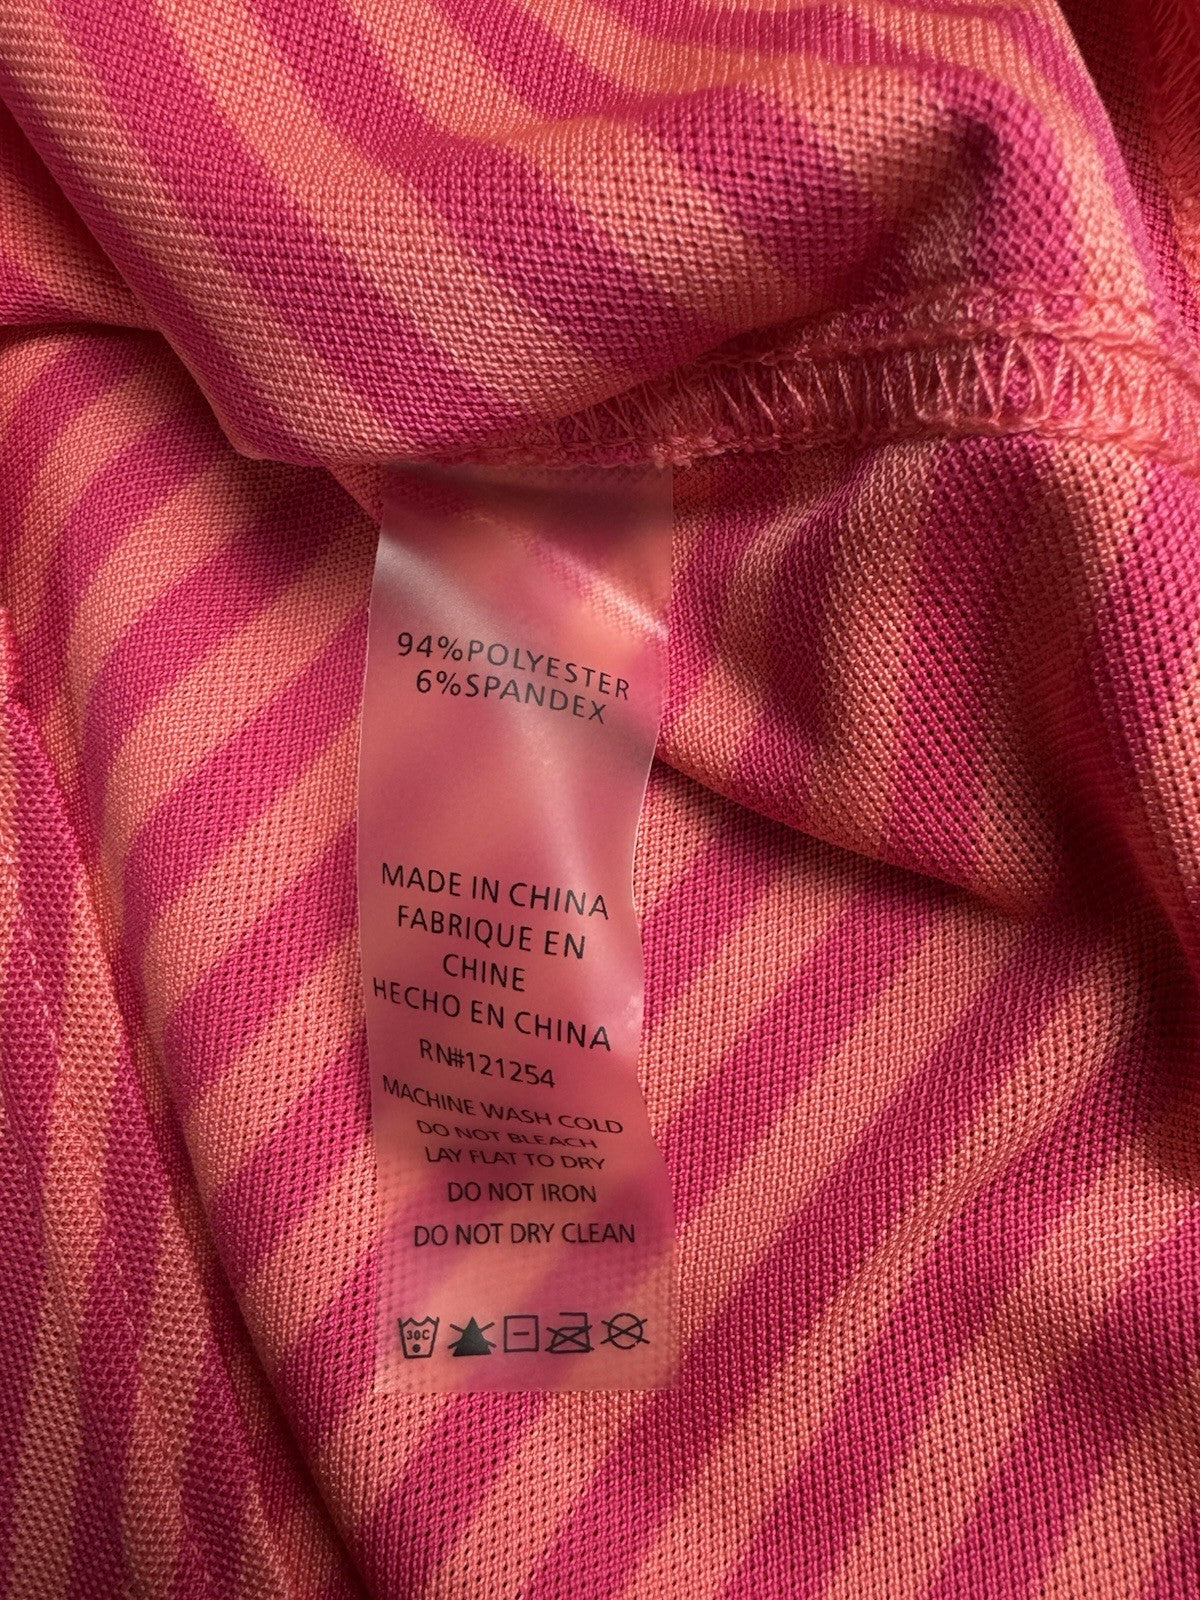 94%POLYESTER
6%SPANDEX
MADE IN CHINA
FABRIQUE EN
CHINE
HECHO EN CHINA
RN#121254
MACHINE WASH COLD
DO NOT BLEACH
LAY FLAT TO DRY
DO NOT IRON
DO NOT DRY CLEAN
30C